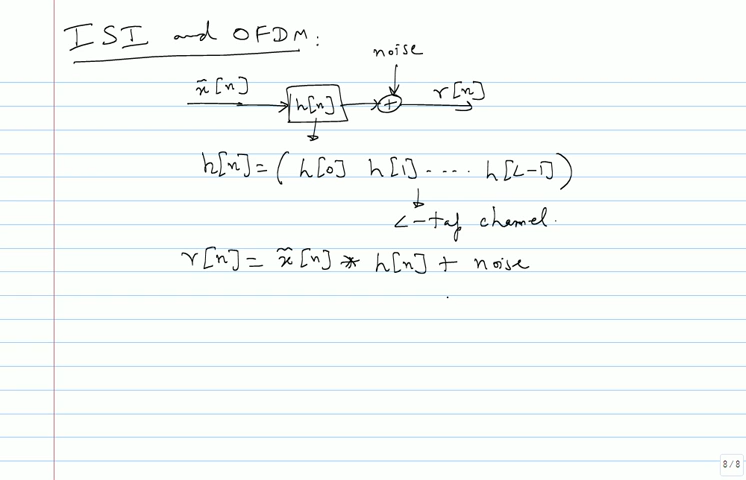 ISI and OFDM:
noise
x̃[n] h[n] + r[n]
h[n] = ( h[0] h[1] ..... h[L-1] )
L-tap channel.
r[n] = x̃[n] * h[n] + noise
8 / 8